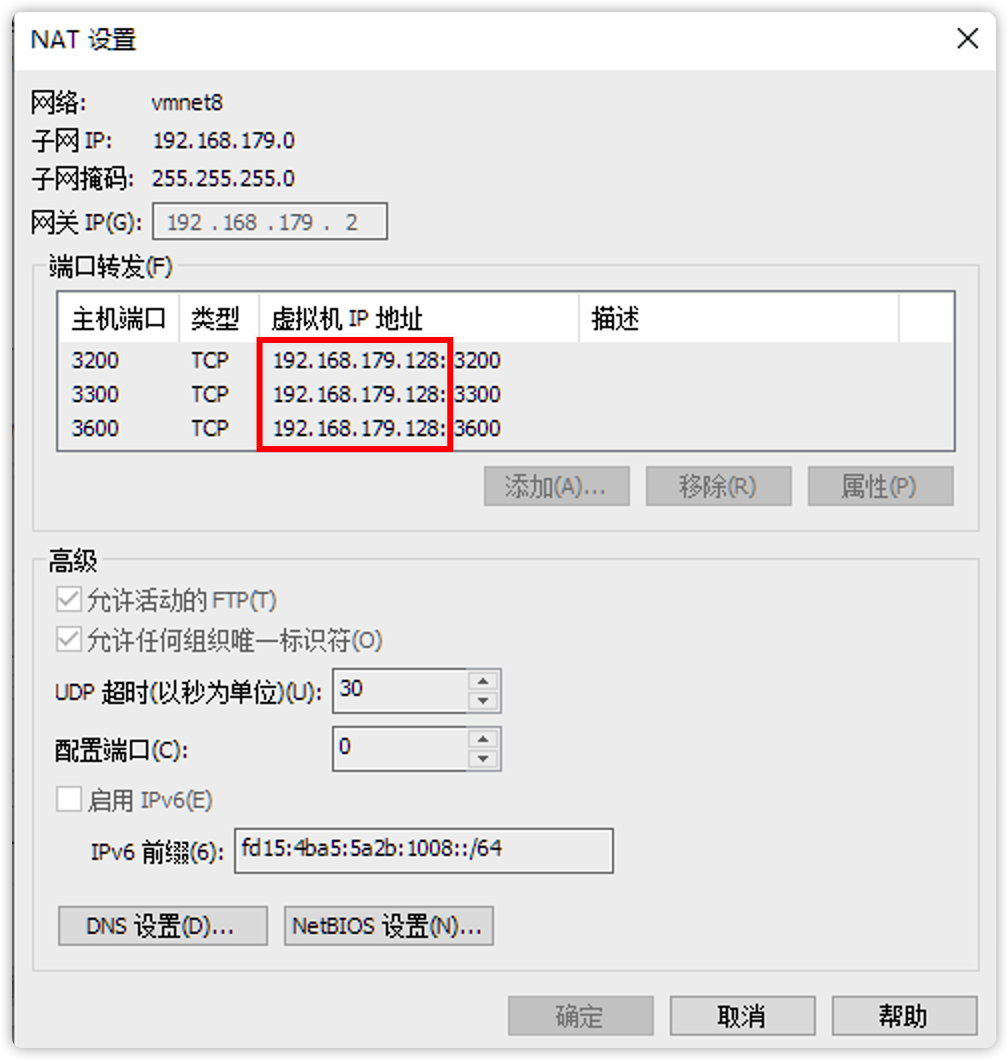 NAT 设置
网络: vmnet8
子网 IP: 192.168.179.0
子网掩码: 255.255.255.0
网关 IP(G): 192 .168 .179 . 2
端口转发(F)
主机端口 类型 虚拟机 IP 地址 描述
3200 TCP 192.168.179.128:3200
3300 TCP 192.168.179.128:3300
3600 TCP 192.168.179.128:3600
添加(A)... 移除(R) 属性(P)
高级
允许活动的 FTP(T)
允许任何组织唯一标识符(O)
UDP 超时(以秒为单位)(U): 30
配置端口(C): 0
启用 IPv6(E)
IPv6 前缀(6): fd15:4ba5:5a2b:1008::/64
DNS 设置(D)... NetBIOS 设置(N)...
确定 取消 帮助